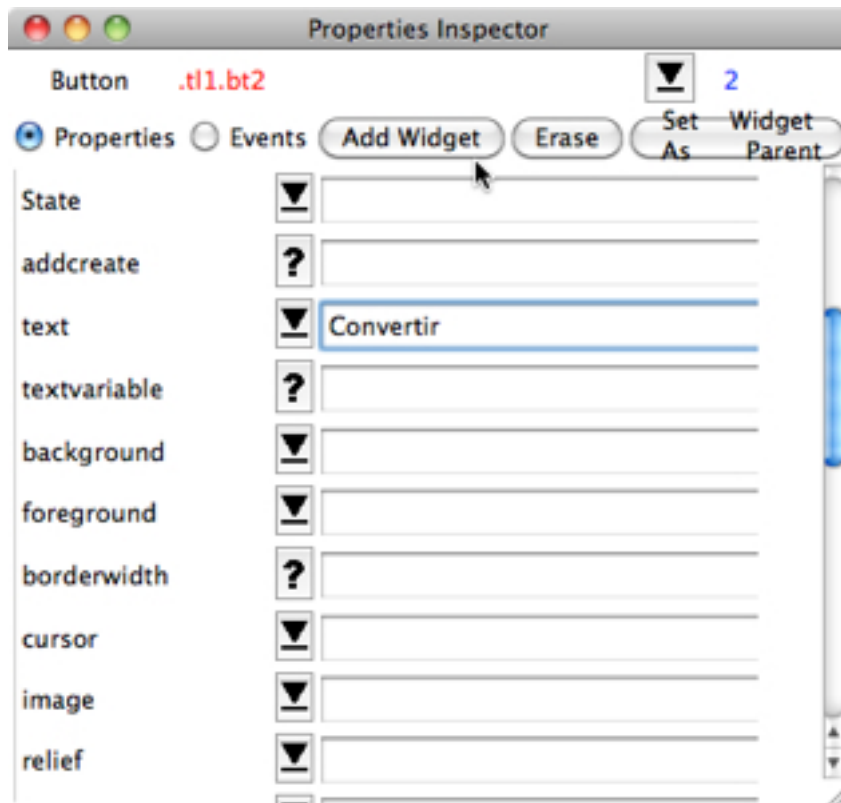 Properties Inspector
Button .tl1.bt2 2
Properties Events Add Widget Erase Set As Widget Parent
State
addcreate ?
text Convertir
textvariable ?
background
foreground
borderwidth ?
cursor
image
relief